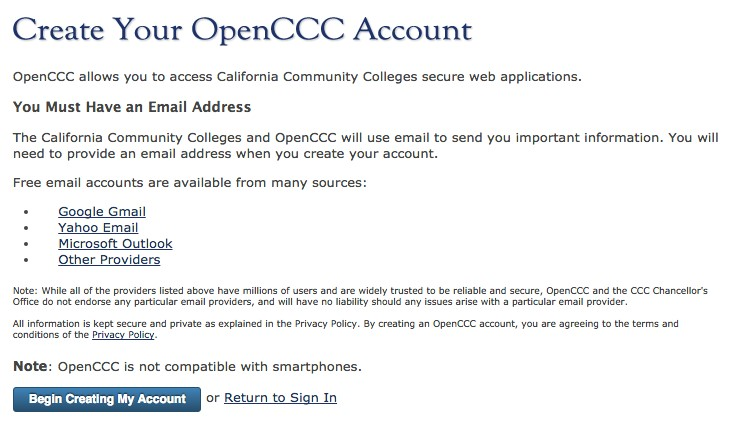 Create Your OpenCCC Account
OpenCCC allows you to access California Community Colleges secure web applications.
You Must Have an Email Address
The California Community Colleges and OpenCCC will use email to send you important information. You will
need to provide an email address when you create your account.
Free email accounts are available from many sources:
• Google Gmail
• Yahoo Email
• Microsoft Outlook
• Other Providers
Note: While all of the providers listed above have millions of users and are widely trusted to be reliable and secure, OpenCCC and the CCC Chancellor's
Office do not endorse any particular email providers, and will have no liability should any issues arise with a particular email provider.
All information is kept secure and private as explained in the Privacy Policy. By creating an OpenCCC account, you are agreeing to the terms and
conditions of the Privacy Policy.
Note: OpenCCC is not compatible with smartphones.
Begin Creating My Account or Return to Sign In